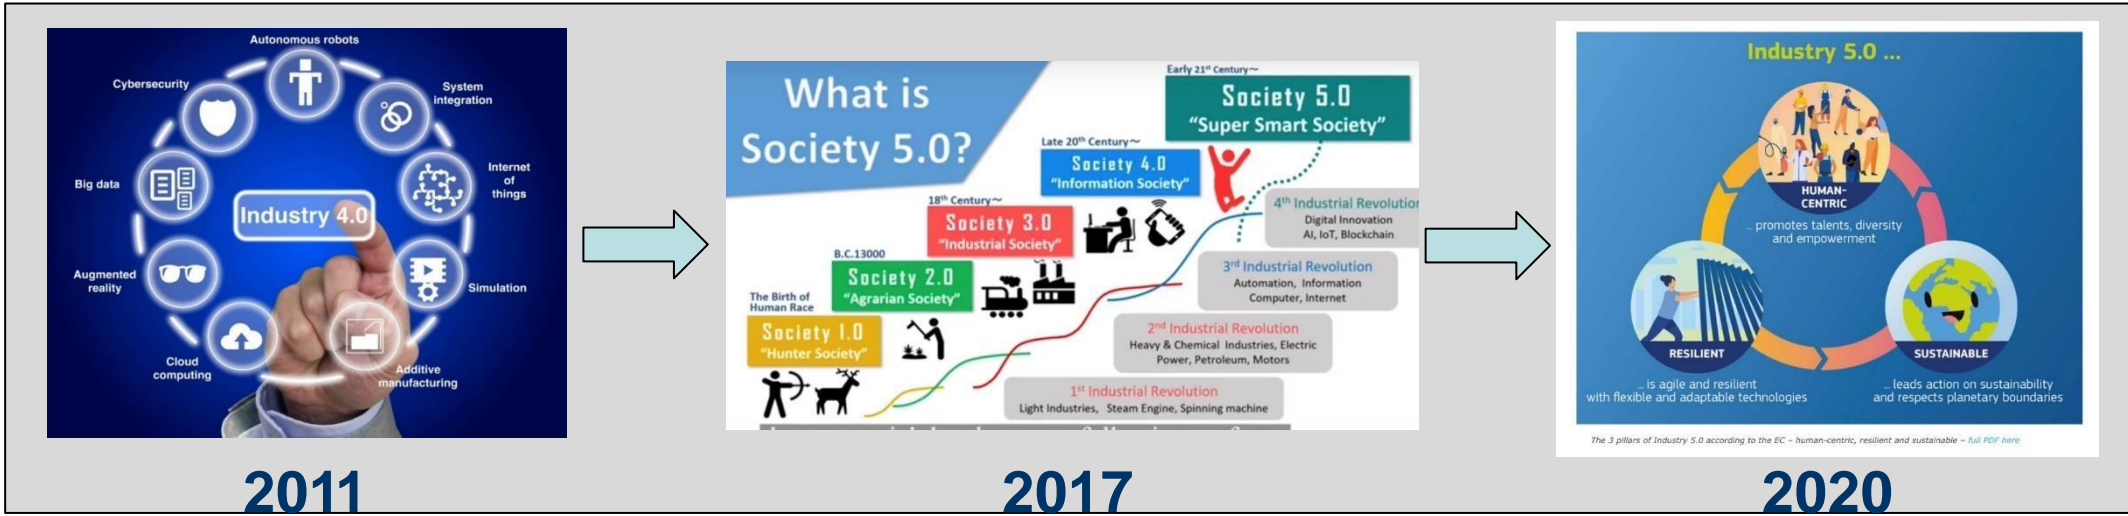 Autonomous robots
Cybersecurity
System
integration
Big data
Internet
of
things
Industry 4.0
Augmented
reality
Simulation
Cloud
computing
Additive
manufacturing
2011
What is
Society 5.0?
Early 21st Century~
Society 5.0
"Super Smart Society"
Late 20th Century~
Society 4.0
"Information Society"
18th Century~
Society 3.0
"Industrial Society"
B.C.13000
Society 2.0
"Agrarian Society"
The Birth of
Human Race
Society 1.0
"Hunter Society"
4th Industrial Revolution
Digital Innovation
AI, IoT, Blockchain
3rd Industrial Revolution
Automation, Information
Computer, Internet
2nd Industrial Revolution
Heavy & Chemical Industries, Electric
Power, Petroleum, Motors
1st Industrial Revolution
Light Industries, Steam Engine, Spinning machine
2017
Industry 5.0 ...
HUMAN-
CENTRIC
... promotes talents, diversity
and empowerment
RESILIENT
... is agile and resilient
with flexible and adaptable technologies
SUSTAINABLE
... leads action on sustainability
and respects planetary boundaries
The 3 pillars of Industry 5.0 according to the EC – human-centric, resilient and sustainable – full PDF here
2020